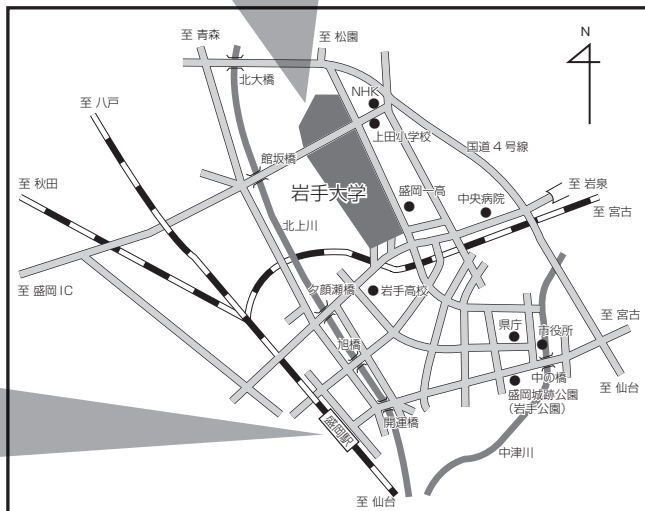 至 青森
至 松園
N
北大橋
NHK
至 八戸
上田小学校
国道４号線
館坂橋
至 秋田
岩手大学
盛岡一高
中央病院
至 岩泉
至 宮古
北上川
至 盛岡IC
夕顔瀬橋
岩手高校
県庁
市役所
至 宮古
旭橋
中の橋
至 仙台
盛岡城跡公園
(岩手公園)
開運橋
盛岡駅
中津川
至 仙台